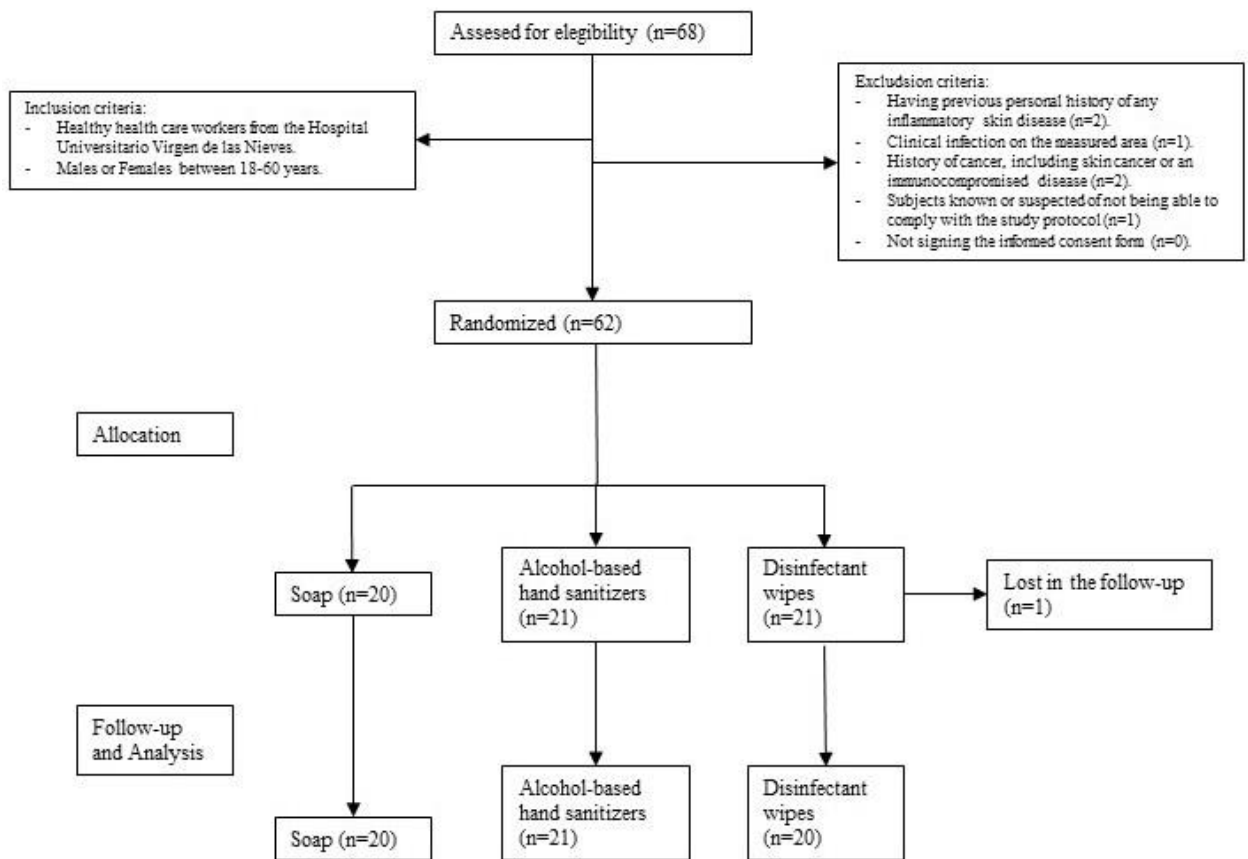 Assesed for elegibility (n=68)
Inclusion criteria:
- Healthy health care workers from the Hospital
Universitario Virgen de las Nieves.
- Males or Females between 18-60 years.
Excludsion criteria:
- Having previous personal history of any
inflammatory skin disease (n=2).
- Clinical infection on the measured area (n=1).
- History of cancer, including skin cancer or an
immunocompromised disease (n=2).
- Subjects known or suspected of not being able to
comply with the study protocol (n=1)
- Not signing the informed consent form (n=0).
Randomized (n=62)
Allocation
Soap (n=20)
Alcohol-based
hand sanitizers
(n=21)
Disinfectant
wipes
(n=21)
Lost in the follow-up
(n=1)
Follow-up
and Analysis
Soap (n=20)
Alcohol-based
hand sanitizers
(n=21)
Disinfectant
wipes
(n=20)